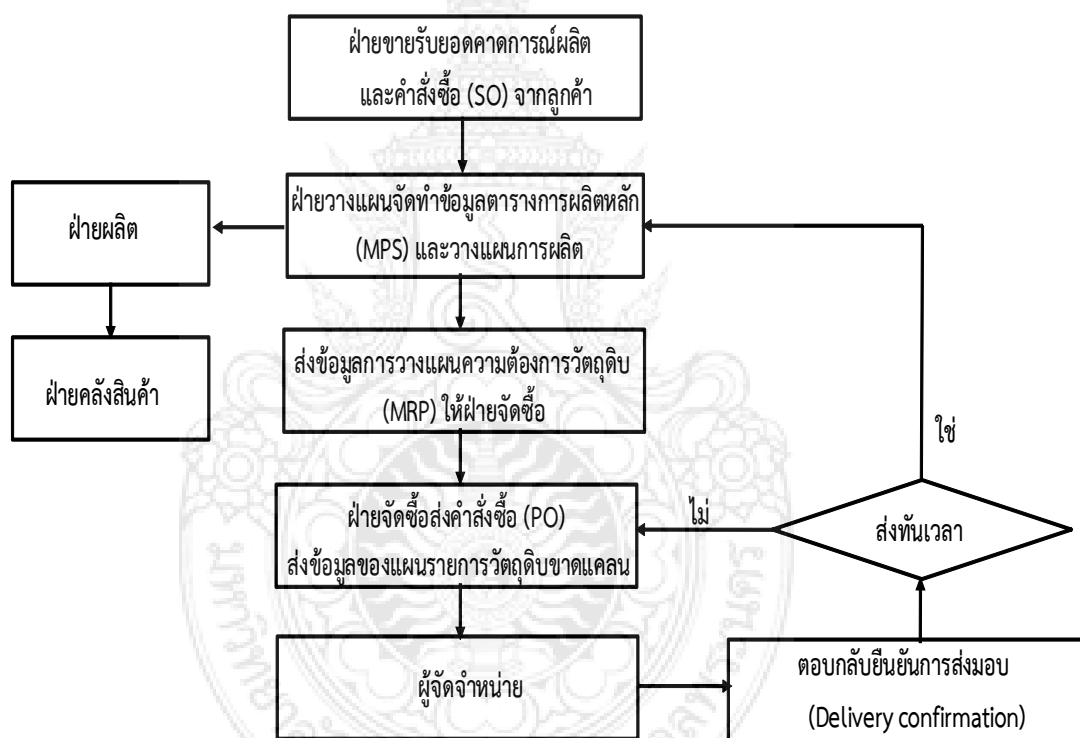 ฝ่ายขายรับยอดคาดการณ์ผลิต
และคำสั่งซื้อ (SO) จากลูกค้า
ฝ่ายวางแผนจัดทำข้อมูลตารางการผลิตหลัก
(MPS) และวางแผนการผลิต
ฝ่ายผลิต
ฝ่ายคลังสินค้า
ส่งข้อมูลการวางแผนความต้องการวัตถุดิบ
(MRP) ให้ฝ่ายจัดซื้อ
ใช่
ฝ่ายจัดซื้อส่งคำสั่งซื้อ (PO)
ส่งข้อมูลของแผนรายการวัตถุดิบขาดแคลน
ไม่
ส่งทันเวลา
ผู้จัดจำหน่าย
ตอบกลับยืนยันการส่งมอบ
(Delivery confirmation)